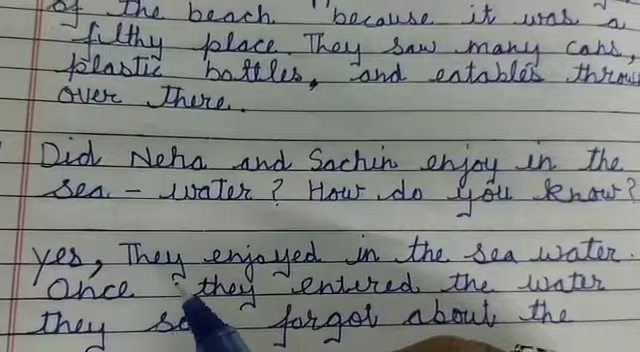 of the beach because it was a
filthy place. They saw many cans,
plastic bottles, and eatables
over there.
Did Neha and Sachin enjoy in the
sea - water? How do you know?
yes, They enjoyed in the sea water.
Once they entered the water
they forgot about the